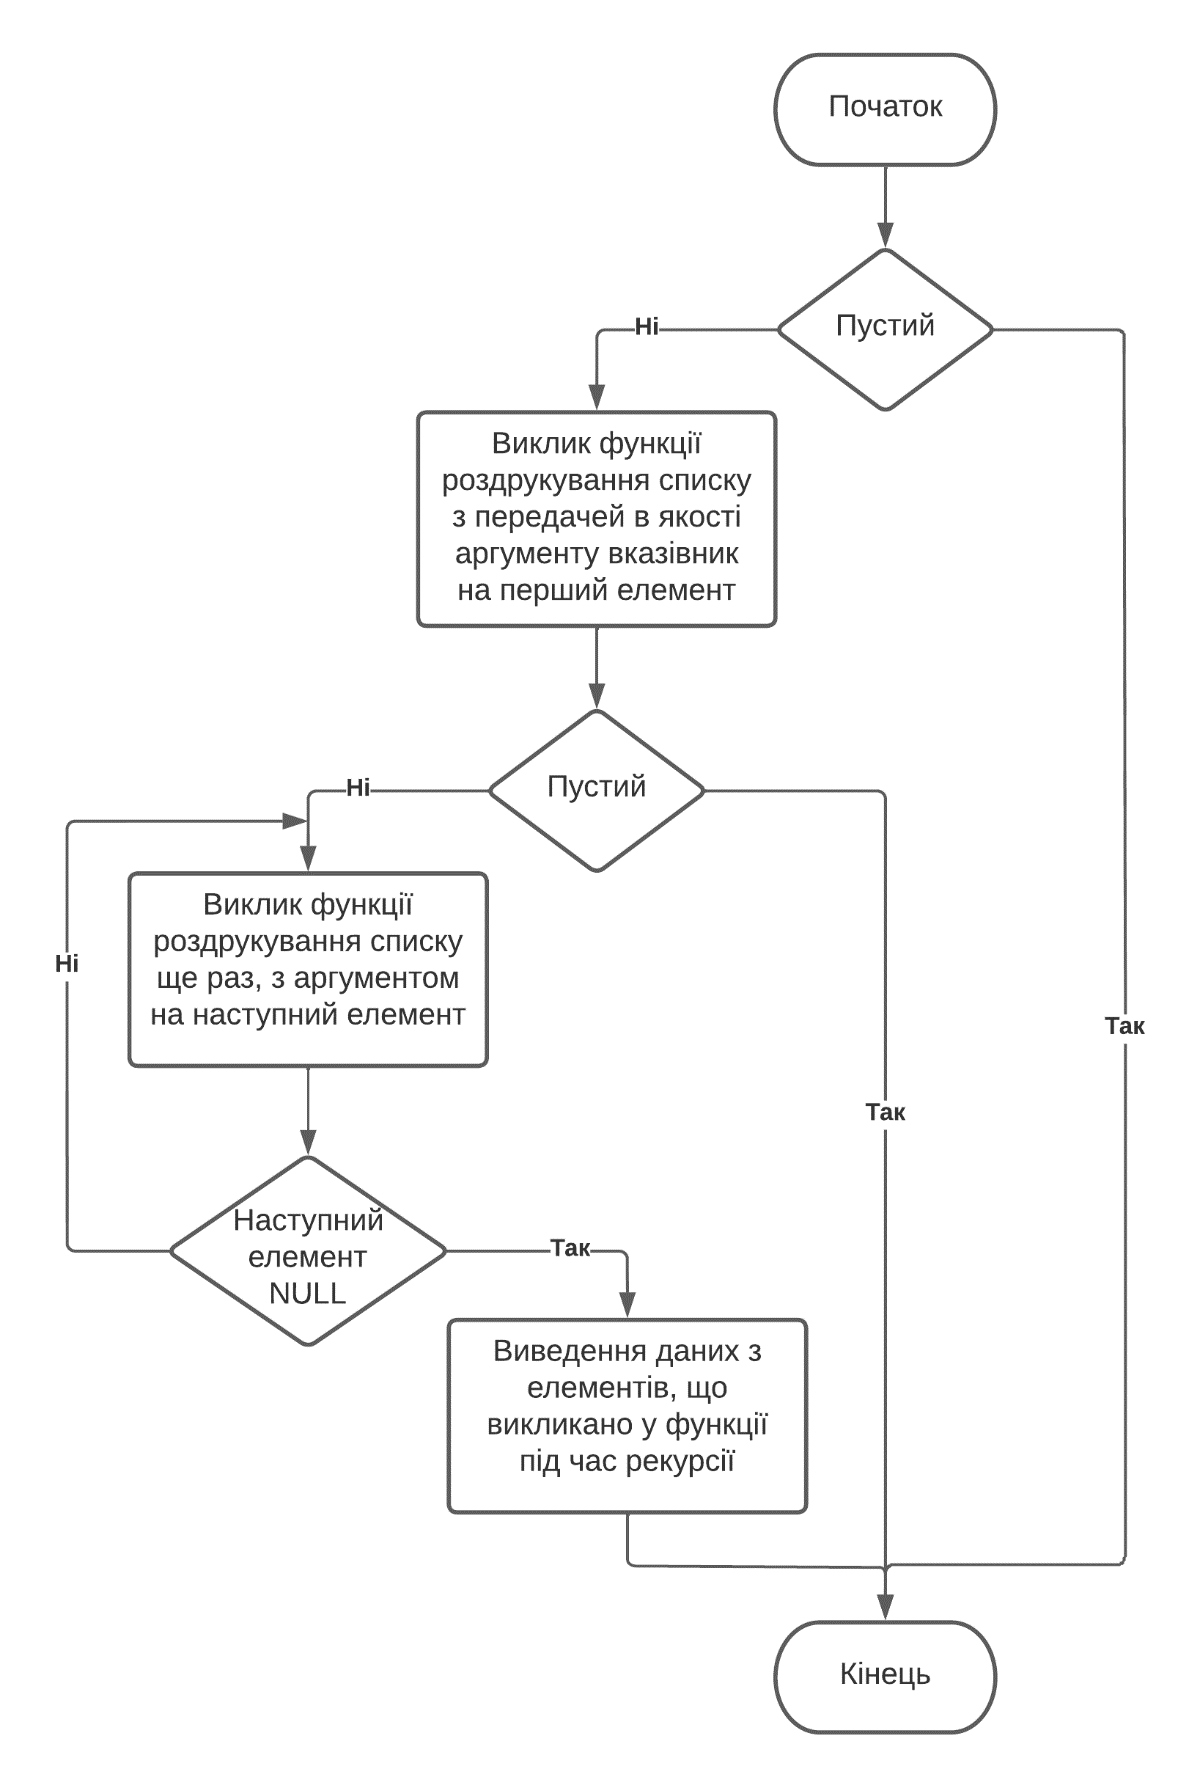 Початок
Пустий
Ні
Виклик функції
роздрукування списку
з передачей в якості
аргументу вказівник
на перший елемент
Пустий
Ні
Виклик функції
роздрукування списку
ще раз, з аргументом
на наступний елемент
Ні
Так
Так
Наступний
елемент
NULL
Так
Виведення даних з
елементів, що
викликано у функції
під час рекурсії
Кінець